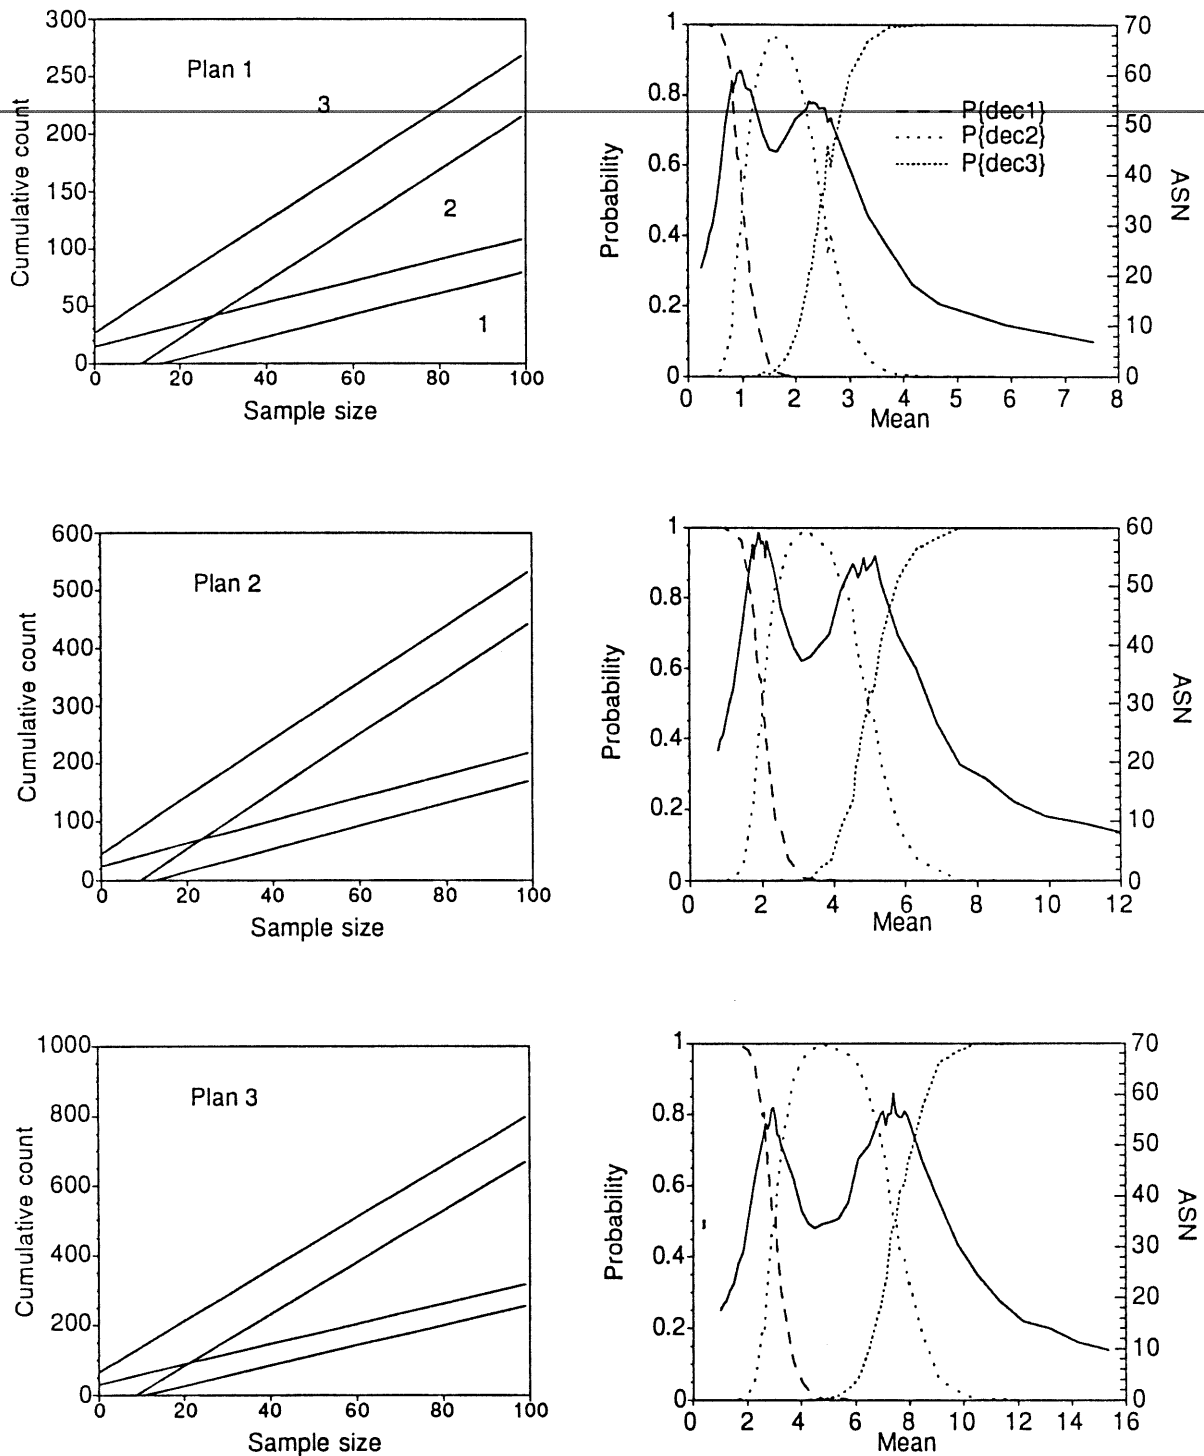 300
250
200
150
100
50
0
Cumulative count
Plan 1
3
2
1
0 20 40 60 80 100
Sample size
1
0.8
0.6
0.4
0.2
0
Probability
P{dec1}
P{dec2}
P{dec3}
70
60
50
40
30
20
10
0
ASN
0 1 2 3 4 5 6 7 8
Mean
600
500
400
300
200
100
0
Cumulative count
Plan 2
0 20 40 60 80 100
Sample size
1
0.8
0.6
0.4
0.2
0
Probability
60
50
40
30
20
10
0
ASN
0 2 4 6 8 10 12
Mean
1000
800
600
400
200
0
Cumulative count
Plan 3
0 20 40 60 80 100
Sample size
1
0.8
0.6
0.4
0.2
0
Probability
70
60
50
40
30
20
10
0
ASN
0 2 4 6 8 10 12 14 16
Mean